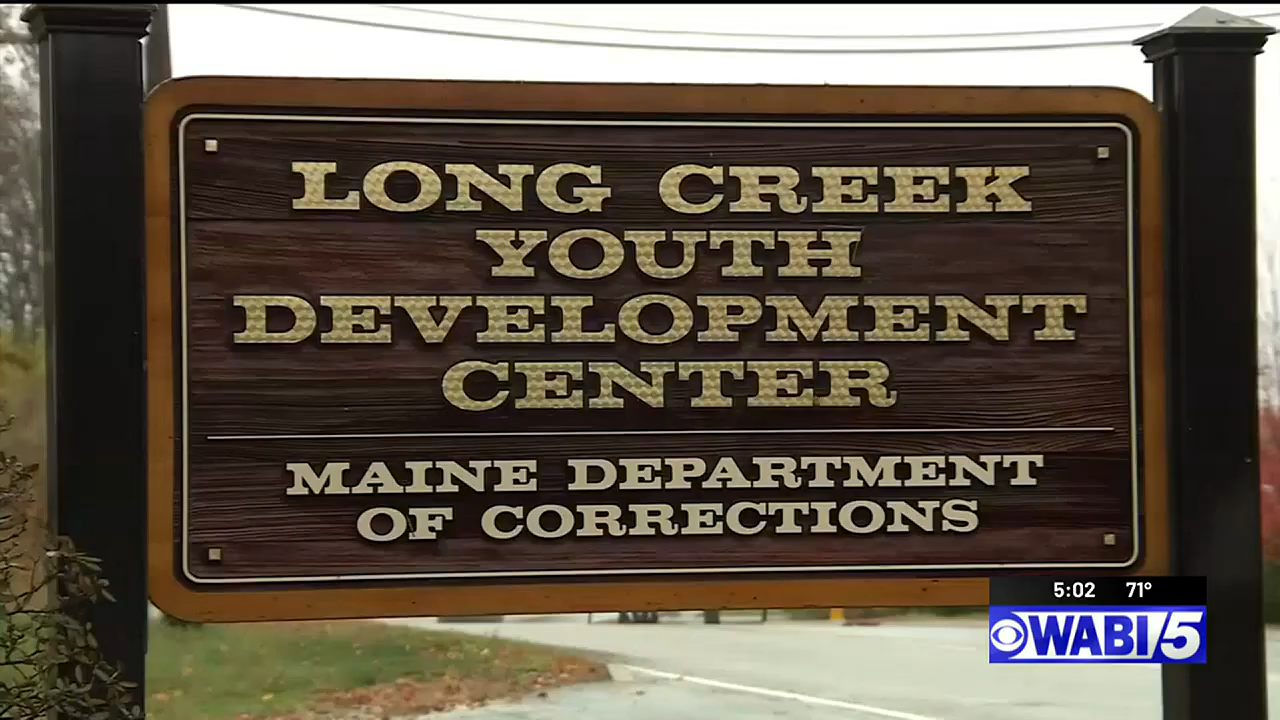 LONG CREEK
YOUTH
DEVELOPMENT
CENTER
MAINE DEPARTMENT
OF CORRECTIONS
5:02 71°
WABI/5